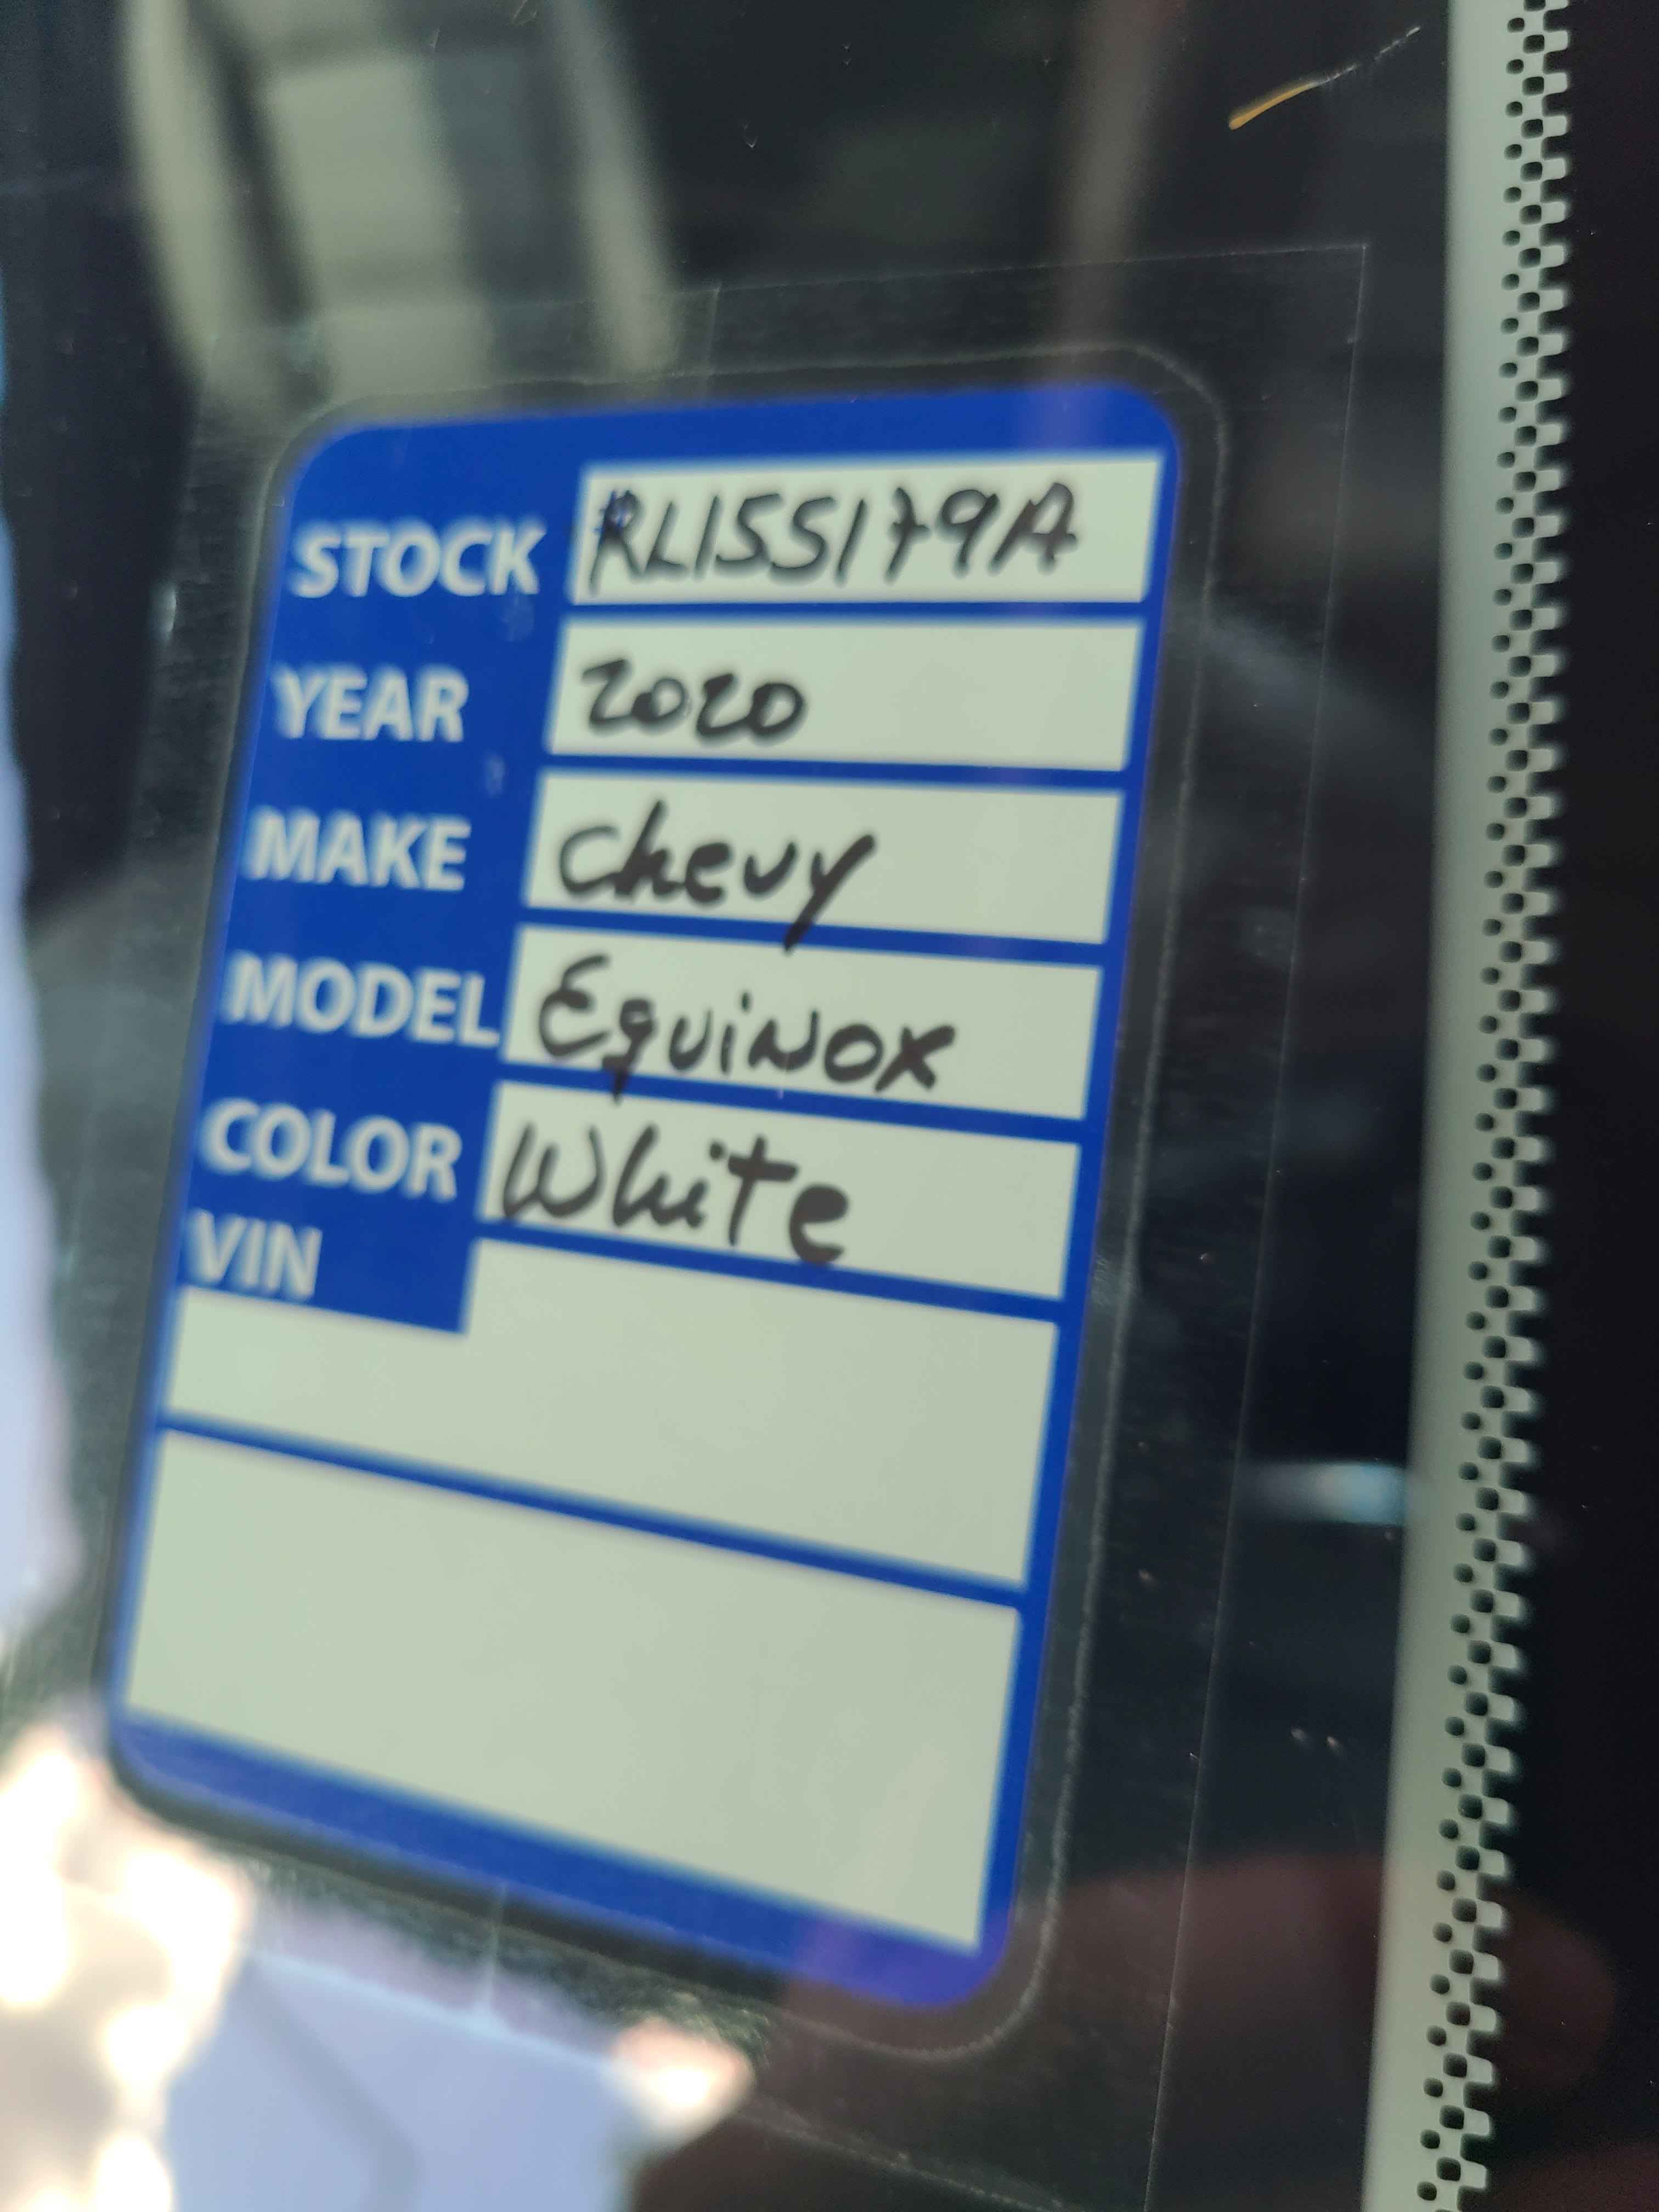 STOCK RL155179A
YEAR 2020
MAKE Chevy
MODEL EquiNox
COLOR White
VIN